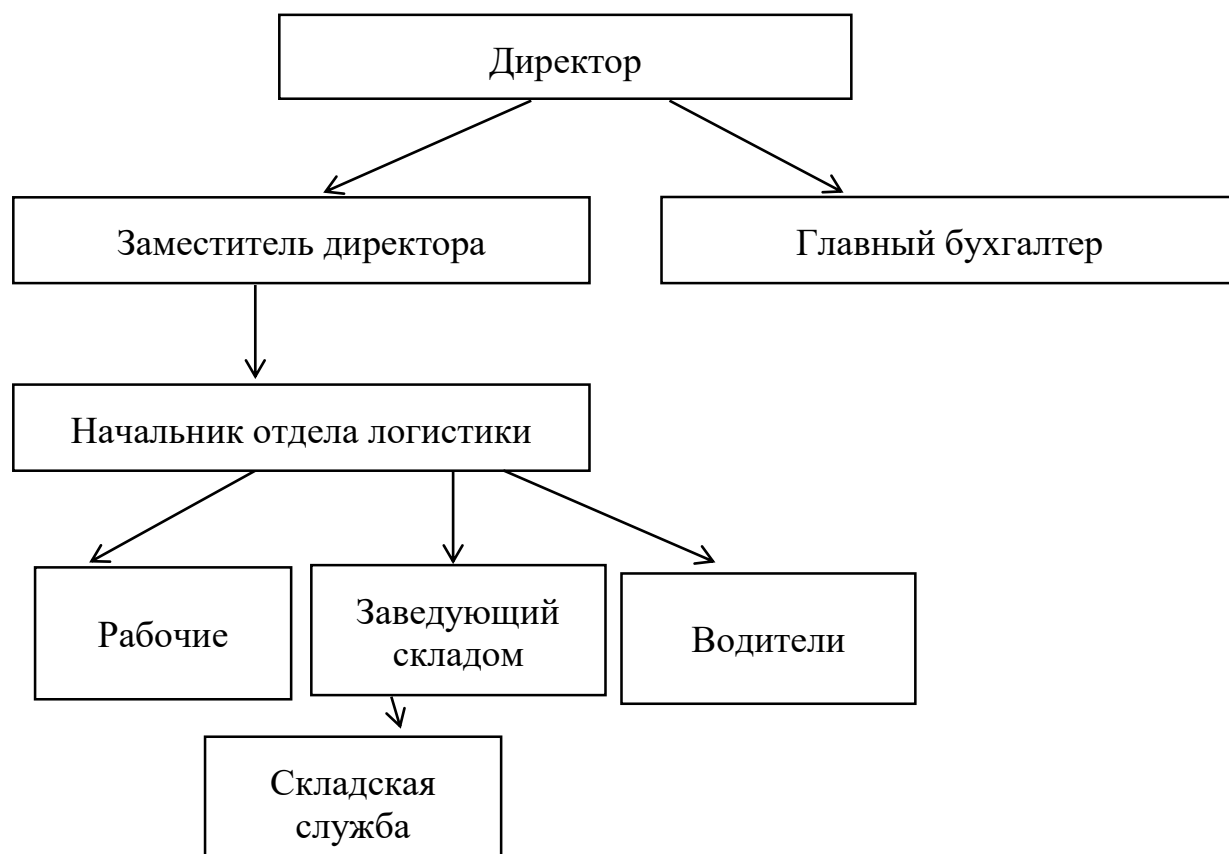 Директор
Заместитель директора
Главный бухгалтер
Начальник отдела логистики
Рабочие
Заведующий
складом
Водители
Складская
служба